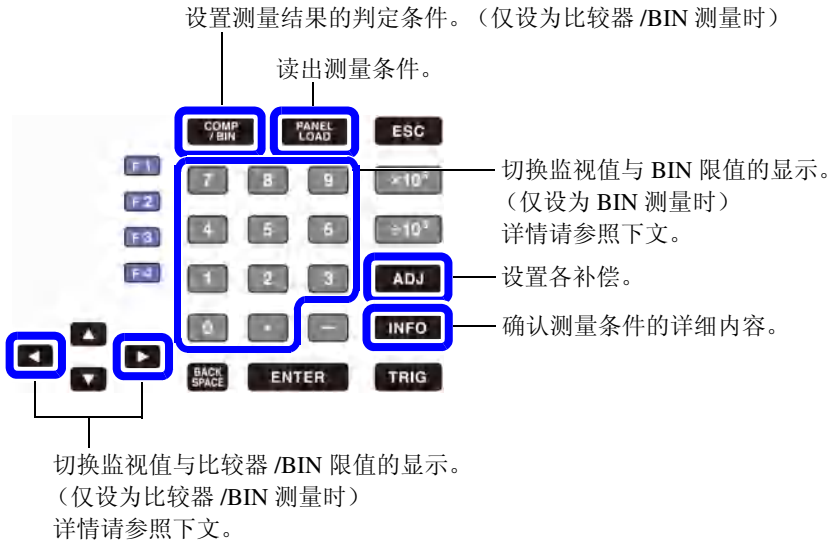 设置测量结果的判定条件。（仅设为比较器 /BIN 测量时）
读出测量条件。
COMP
/ BIN
PANEL
LOAD
ESC
F1
7
8
9
×10³
切换监视值与 BIN 限值的显示。
（仅设为 BIN 测量时）
详情请参照下文。
F2
F3
4
5
6
÷10³
F4
1
2
3
ADJ
设置各补偿。
0
·
−
INFO
确认测量条件的详细内容。
▲
◀
▶
▼
BACK
SPACE
ENTER
TRIG
切换监视值与比较器 /BIN 限值的显示。
（仅设为比较器 /BIN 测量时）
详情请参照下文。